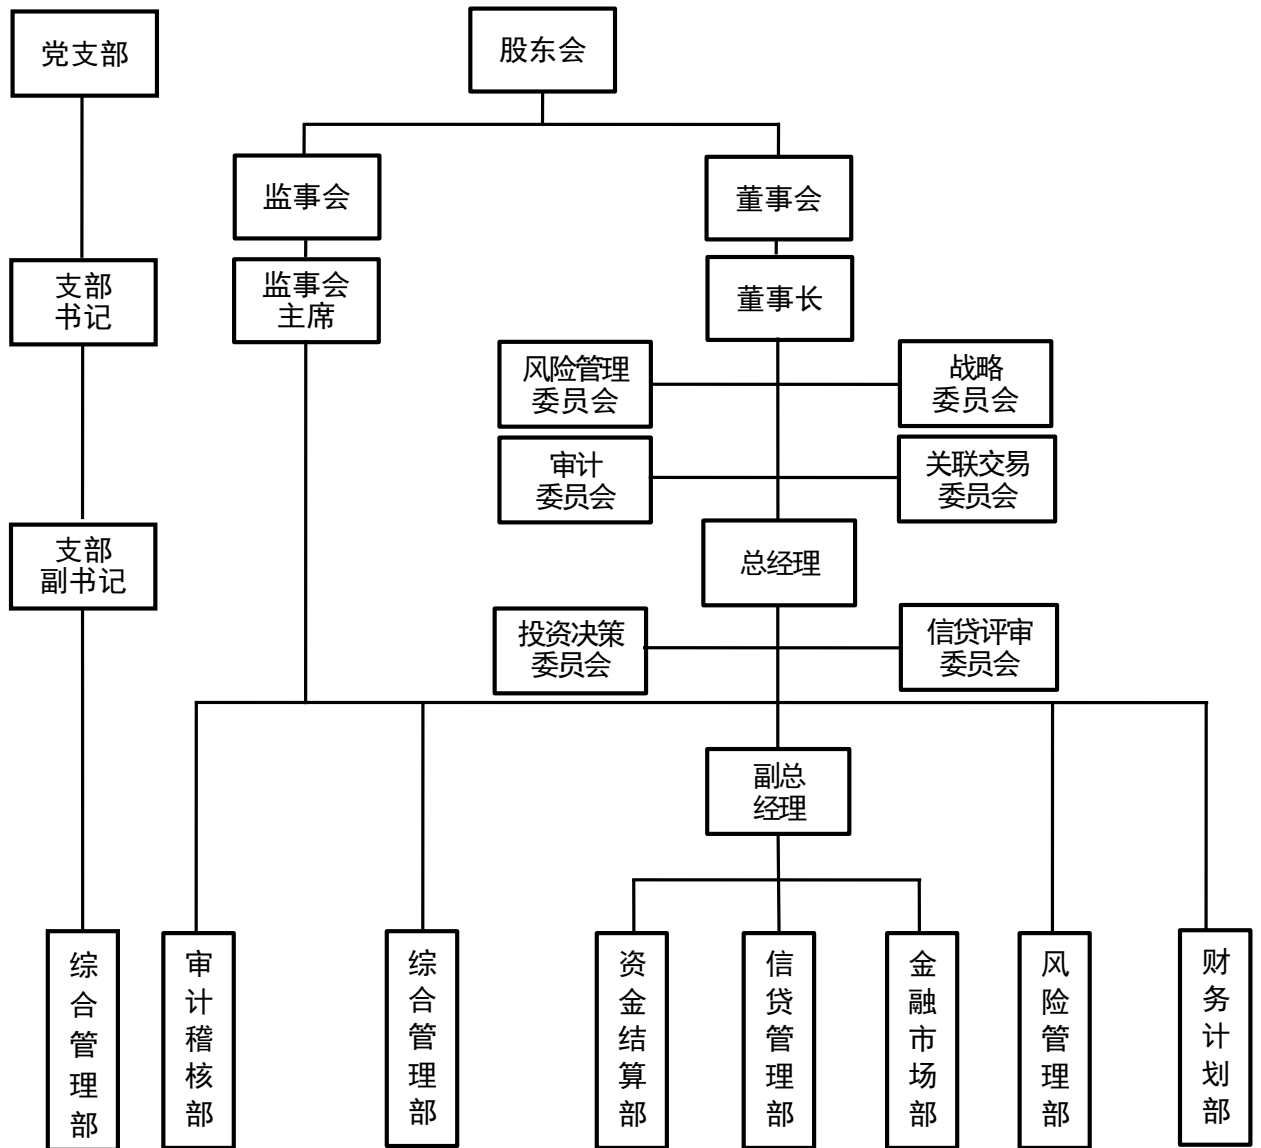 党支部
股东会
监事会
董事会
支部
书记
监事会
主席
董事长
风险管理
委员会
战略
委员会
审计
委员会
关联交易
委员会
支部
副书记
总经理
投资决策
委员会
信贷评审
委员会
副总
经理
综合管理部
审计稽核部
综合管理部
资金结算部
信贷管理部
金融市场部
风险管理部
财务计划部